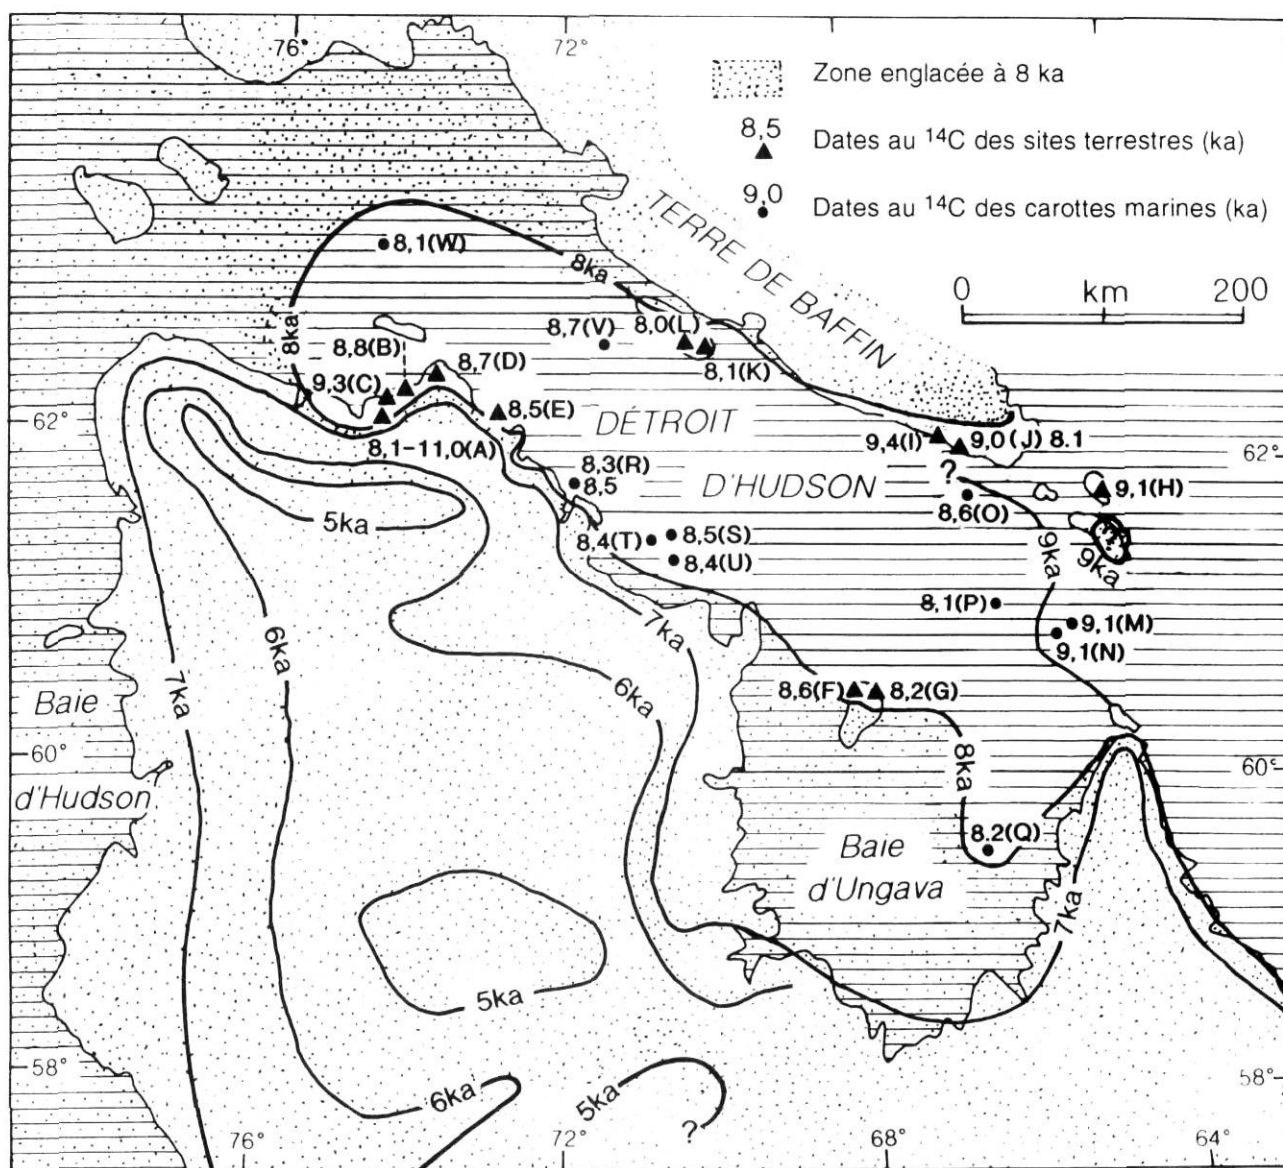 76°
72°
Zone englacée à 8 ka
8,5
Dates au ¹⁴C des sites terrestres (ka)
9,0
Dates au ¹⁴C des carottes marines (ka)
TERRE DE BAFFIN
0 km 200
8,1(W)
8ka
8ka
8,7(V)
8,0(L)
8,1(K)
8,8(B)
8,7(D)
9,3(C)
8,5(E)
8,1-11,0(A)
62°
DÉTROIT
D'HUDSON
9,4(I)
9,0(J) 8.1
62°
8,3(R)
8,5
?
8,6(O)
9,1(H)
5ka
8,4(T)
8,5(S)
8,4(U)
9ka
9ka
8,1(P)
9,1(M)
9,1(N)
7ka
6ka
7ka
6ka
8,6(F)
8,2(G)
Baie
d'Hudson
60°
60°
8ka
8.2(Q)
Baie
d'Ungava
7ka
5ka
58°
58°
6ka
5ka
?
76°
72°
68°
64°